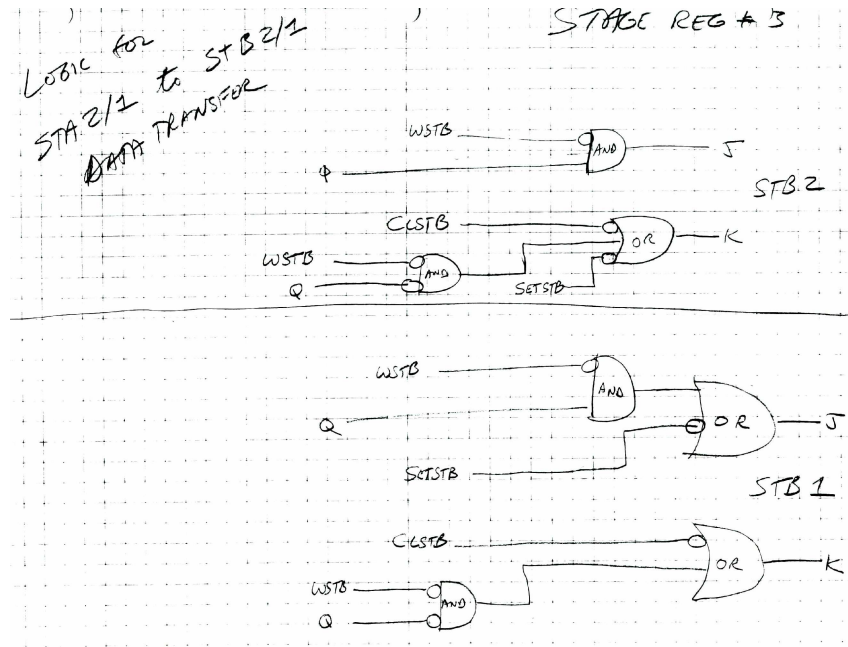 STAGE REG # 3
LOGIC FOR
STA 2/1 to STB 2/1
DATA TRANSFER
WSTB
AND
J
STB 2
CLSTB
OR
K
WSTB
AND
Q
SETSTB
WSTB
AND
Q
OR
J
SETSTB
STB 1
CLSTB
OR
K
WSTB
AND
Q